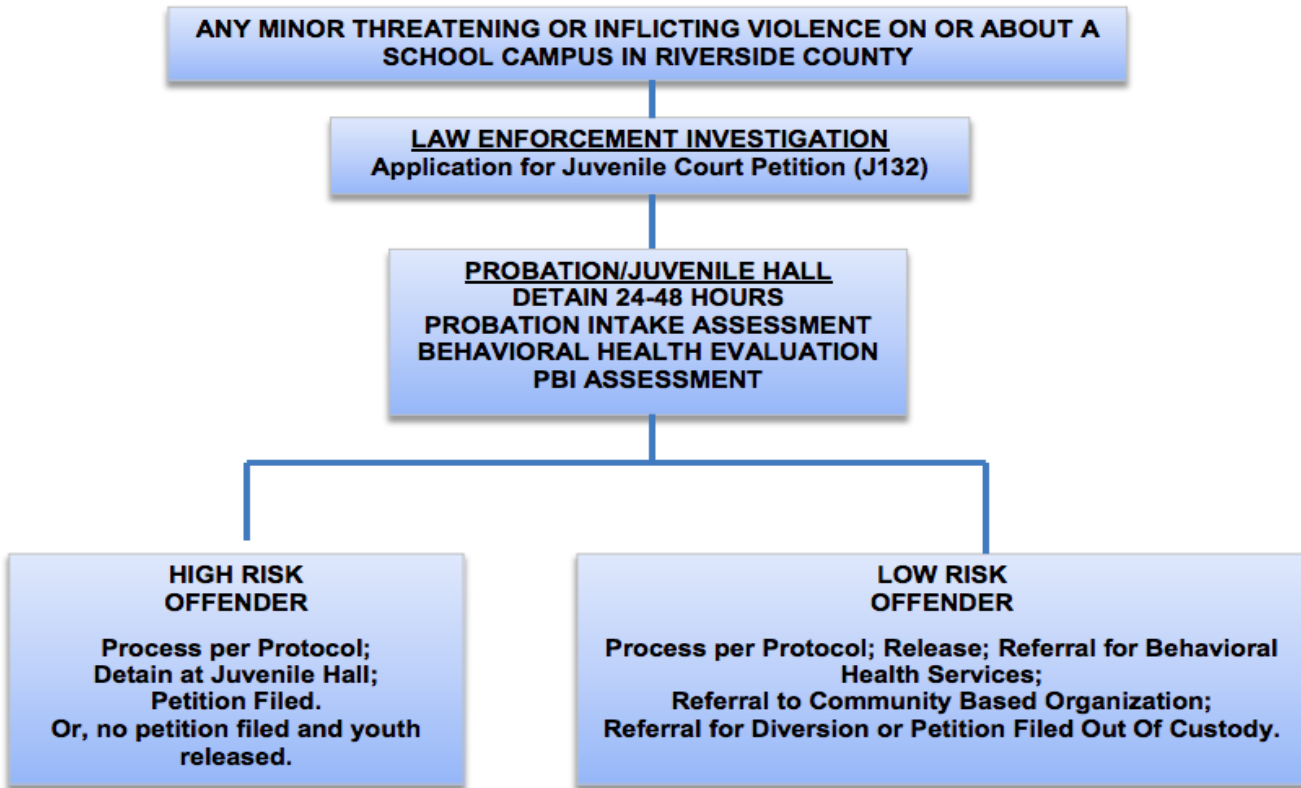 ANY MINOR THREATENING OR INFLICTING VIOLENCE ON OR ABOUT A
SCHOOL CAMPUS IN RIVERSIDE COUNTY
LAW ENFORCEMENT INVESTIGATION
Application for Juvenile Court Petition (J132)
PROBATION/JUVENILE HALL
DETAIN 24-48 HOURS
PROBATION INTAKE ASSESSMENT
BEHAVIORAL HEALTH EVALUATION
PBI ASSESSMENT
HIGH RISK
OFFENDER
Process per Protocol;
Detain at Juvenile Hall;
Petition Filed.
Or, no petition filed and youth
released.
LOW RISK
OFFENDER
Process per Protocol; Release; Referral for Behavioral
Health Services;
Referral to Community Based Organization;
Referral for Diversion or Petition Filed Out Of Custody.